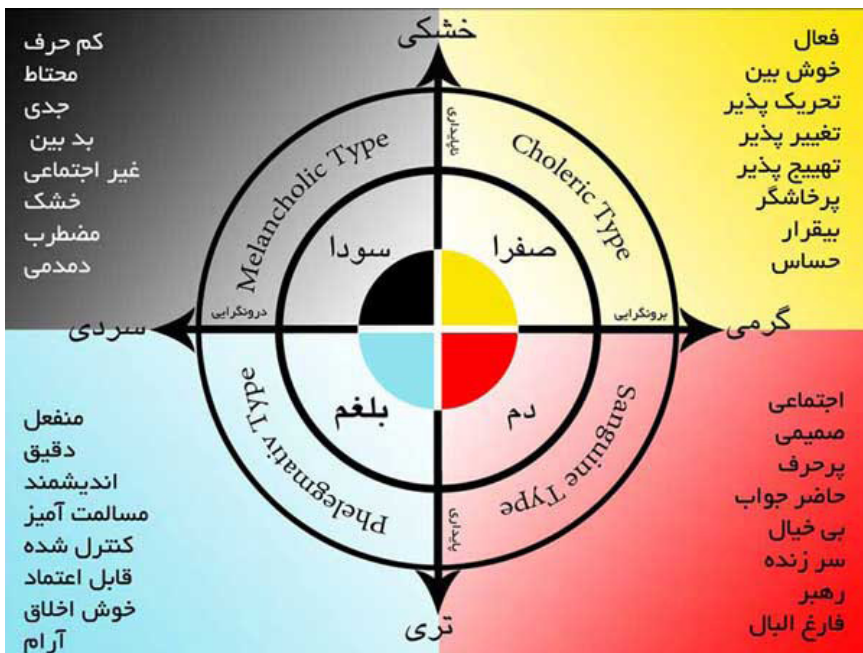 خشکی
کم حرف
محتاط
جدی
بد بین
غیر اجتماعی
خشک
مضطرب
دمدمی
فعال
خوش بین
تحریک پذیر
تغییر پذیر
تهییج پذیر
پرخاشگر
بیقرار
حساس
ناپایداری
Melancholic Type
Choleric Type
سودا
صفرا
درونگرایی
برونگرایی
سردی
گرمی
بلغم
دم
Phelegmativ Type
Sanguine Type
پایداری
تری
منفعل
دقیق
اندیشمند
مسالمت آمیز
کنترل شده
قابل اعتماد
خوش اخلاق
آرام
اجتماعی
صمیمی
پرحرف
حاضر جواب
بی خیال
سر زنده
رهبر
فارغ البال